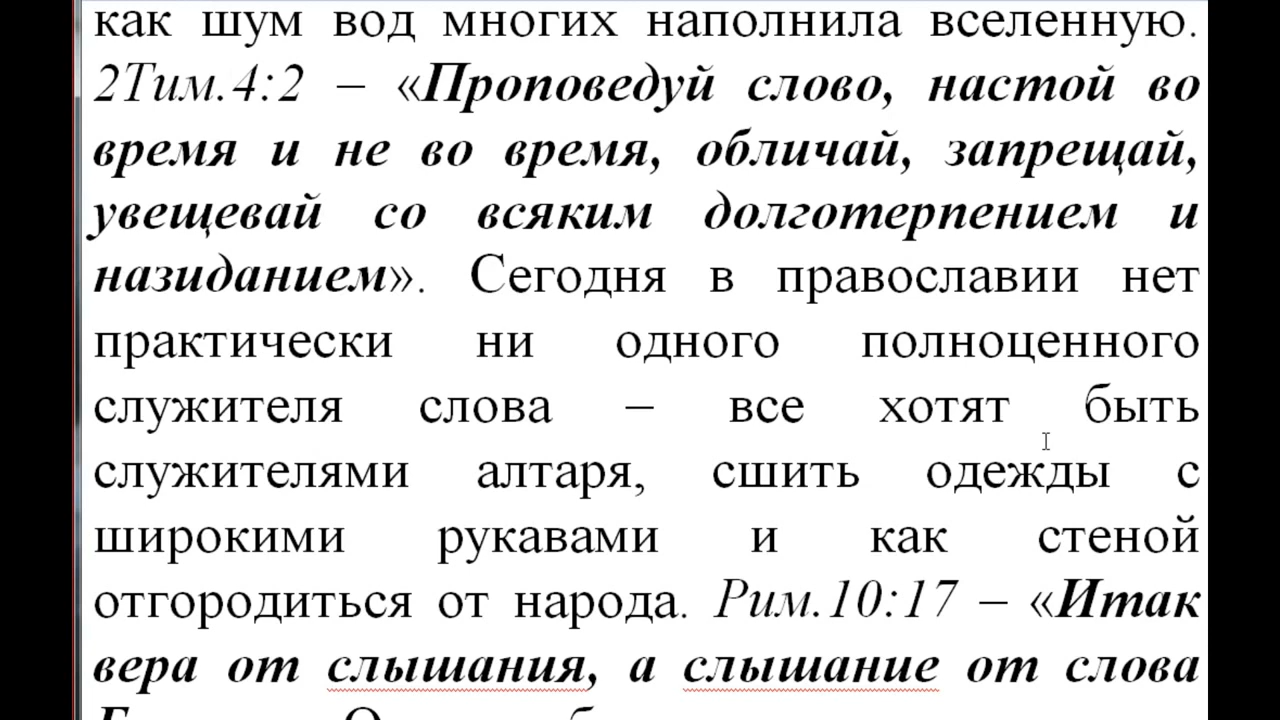 как шум вод многих наполнила вселенную.
2Тим.4:2 – «Проповедуй слово, настой во
время и не во время, обличай, запрещай,
увещевай со всяким долготерпением и
назиданием». Сегодня в православии нет
практически ни одного полноценного
служителя слова – все хотят быть
служителями алтаря, сшить одежды с
широкими рукавами и как стеной
отгородиться от народа. Рим.10:17 – «Итак
вера от слышания, а слышание от слова